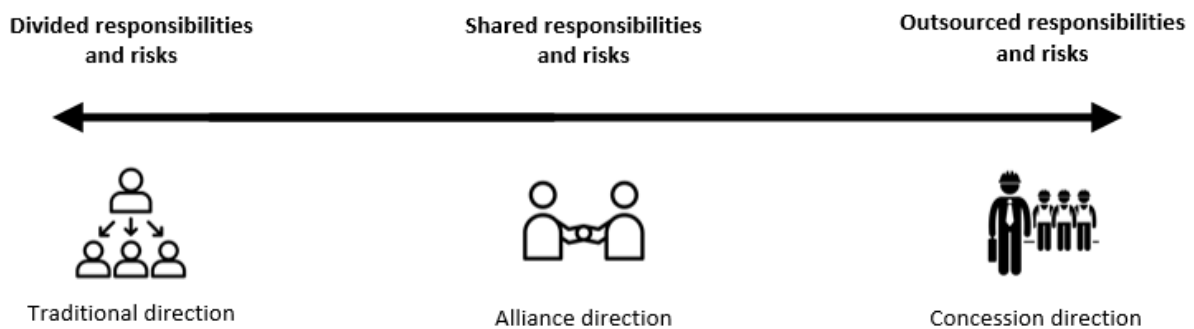 Divided responsibilities
and risks
Shared responsibilities
and risks
Outsourced responsibilities
and risks
Traditional direction
Alliance direction
Concession direction